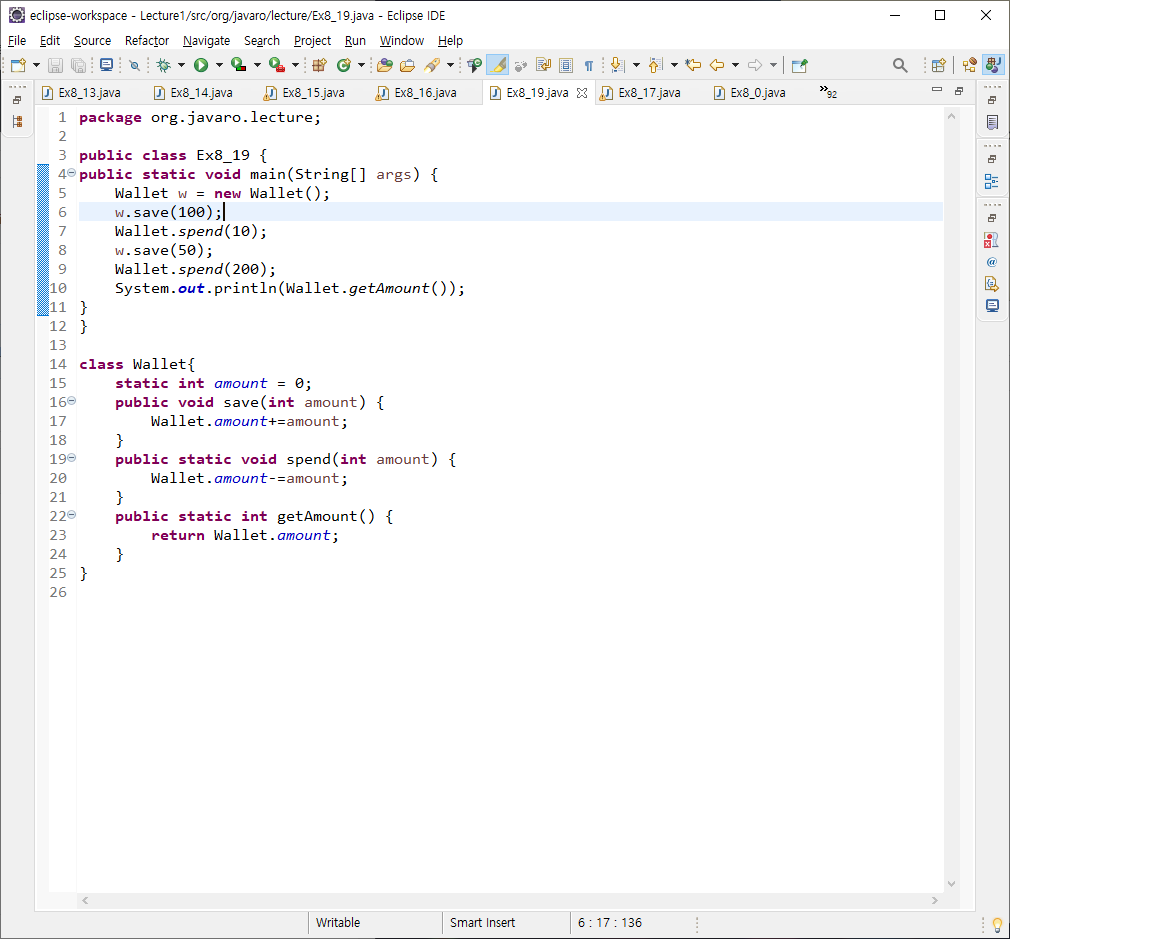 eclipse-workspace - Lecture1/src/org/javaro/lecture/Ex8_19.java - Eclipse IDE
File Edit Source Refactor Navigate Search Project Run Window Help
Ex8_13.java Ex8_14.java Ex8_15.java Ex8_16.java Ex8_19.java Ex8_17.java Ex8_0.java »92
1 package org.javaro.lecture;
2
3 public class Ex8_19 {
4 public static void main(String[] args) {
5     Wallet w = new Wallet();
6     w.save(100);
7     Wallet.spend(10);
8     w.save(50);
9     Wallet.spend(200);
10     System.out.println(Wallet.getAmount());
11 }
12 }
13
14 class Wallet{
15     static int amount = 0;
16     public void save(int amount) {
17         Wallet.amount+=amount;
18     }
19     public static void spend(int amount) {
20         Wallet.amount-=amount;
21     }
22     public static int getAmount() {
23         return Wallet.amount;
24     }
25 }
26
Writable Smart Insert 6 : 17 : 136